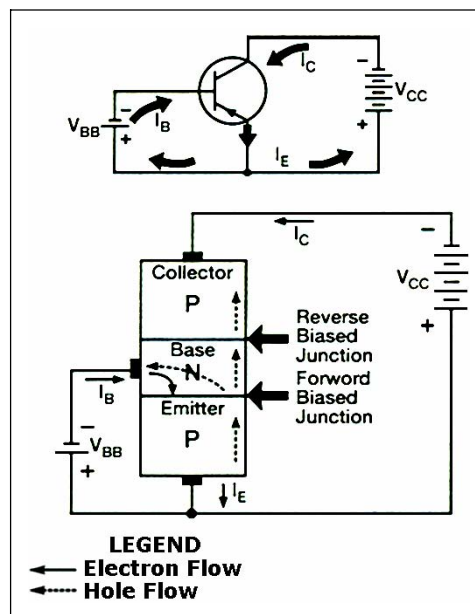 I_C
−
V_CC
+
−
I_B
V_BB
+
I_E
I_C
−
V_CC
+
Collector
P
Reverse
Biased
Junction
Base
N
Forword
Biased
Junction
I_B
Emitter
P
−
V_BB
+
I_E
LEGEND
Electron Flow
Hole Flow